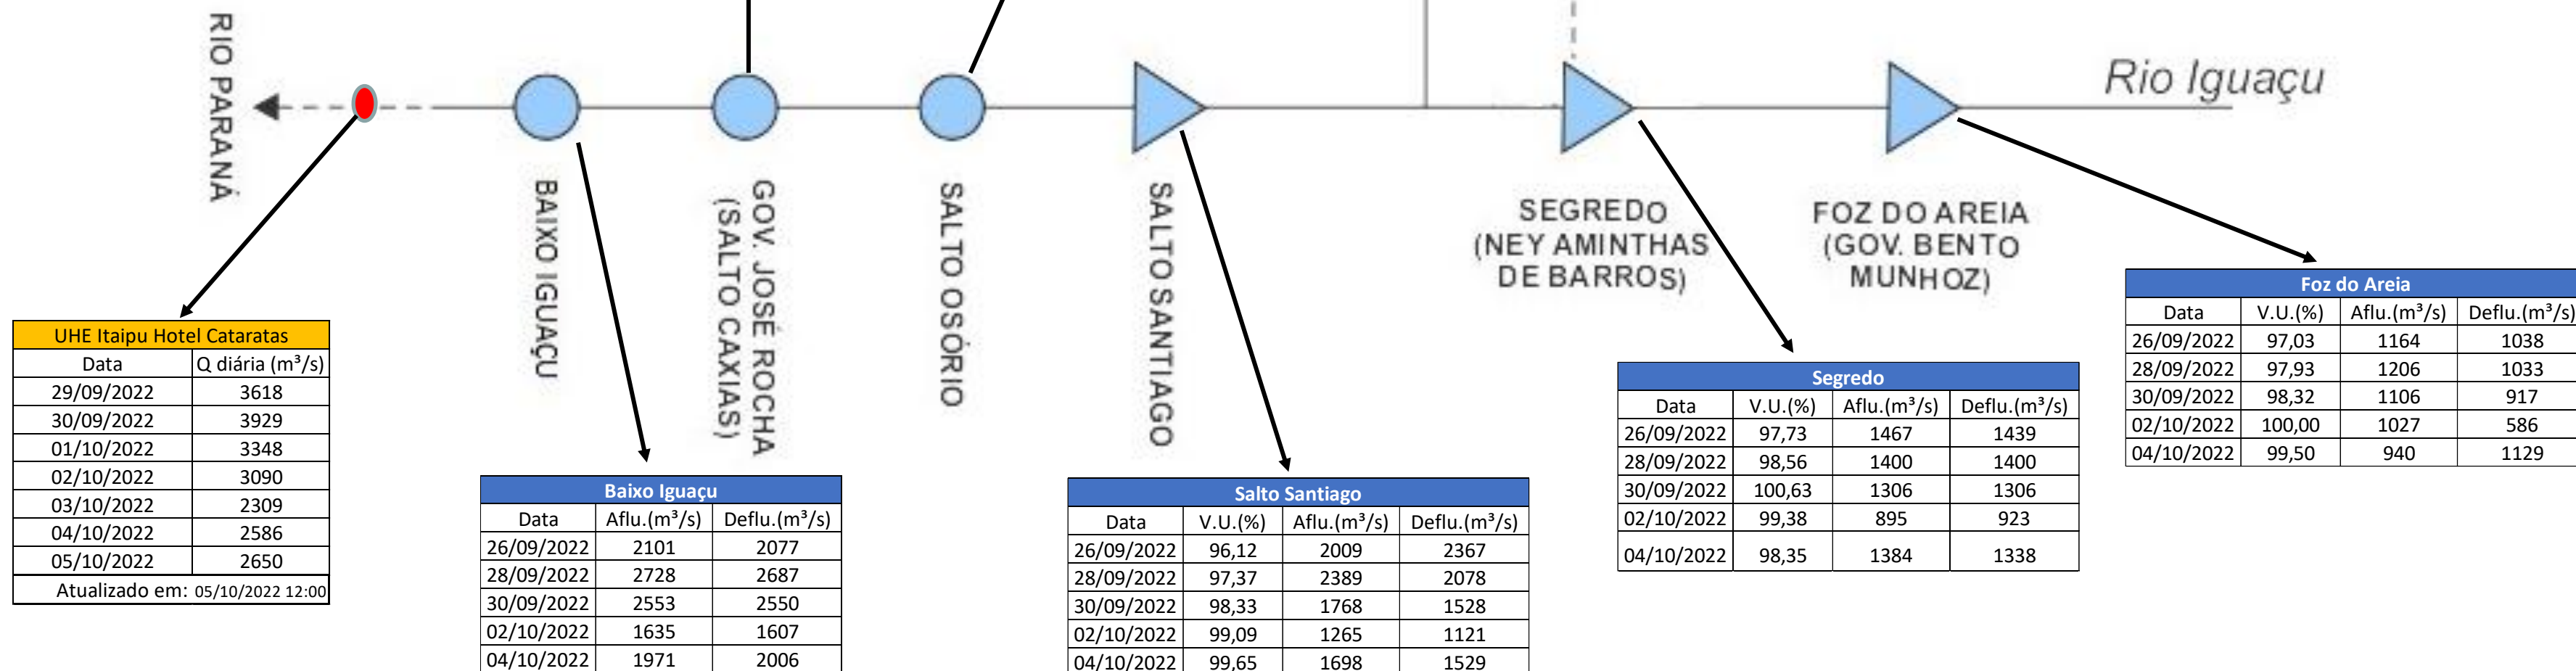 Rio Iguaçu
RIO PARANÁ
BAIXO IGUAÇU
GOV. JOSÉ ROCHA
(SALTO CAXIAS)
SALTO OSÓRIO
SALTO SANTIAGO
SEGREDO
(NEY AMINTHAS
DE BARROS)
FOZ DO AREIA
(GOV. BENTO
MUNHOZ)
UHE Itaipu Hotel Cataratas
Data Q diária (m³/s)
29/09/2022 3618
30/09/2022 3929
01/10/2022 3348
02/10/2022 3090
03/10/2022 2309
04/10/2022 2586
05/10/2022 2650
Atualizado em: 05/10/2022 12:00
Baixo Iguaçu
Data Aflu.(m³/s) Deflu.(m³/s)
26/09/2022 2101 2077
28/09/2022 2728 2687
30/09/2022 2553 2550
02/10/2022 1635 1607
04/10/2022 1971 2006
Salto Santiago
Data V.U.(%) Aflu.(m³/s) Deflu.(m³/s)
26/09/2022 96,12 2009 2367
28/09/2022 97,37 2389 2078
30/09/2022 98,33 1768 1528
02/10/2022 99,09 1265 1121
04/10/2022 99,65 1698 1529
Segredo
Data V.U.(%) Aflu.(m³/s) Deflu.(m³/s)
26/09/2022 97,73 1467 1439
28/09/2022 98,56 1400 1400
30/09/2022 100,63 1306 1306
02/10/2022 99,38 895 923
04/10/2022 98,35 1384 1338
Foz do Areia
Data V.U.(%) Aflu.(m³/s) Deflu.(m³/s)
26/09/2022 97,03 1164 1038
28/09/2022 97,93 1206 1033
30/09/2022 98,32 1106 917
02/10/2022 100,00 1027 586
04/10/2022 99,50 940 1129